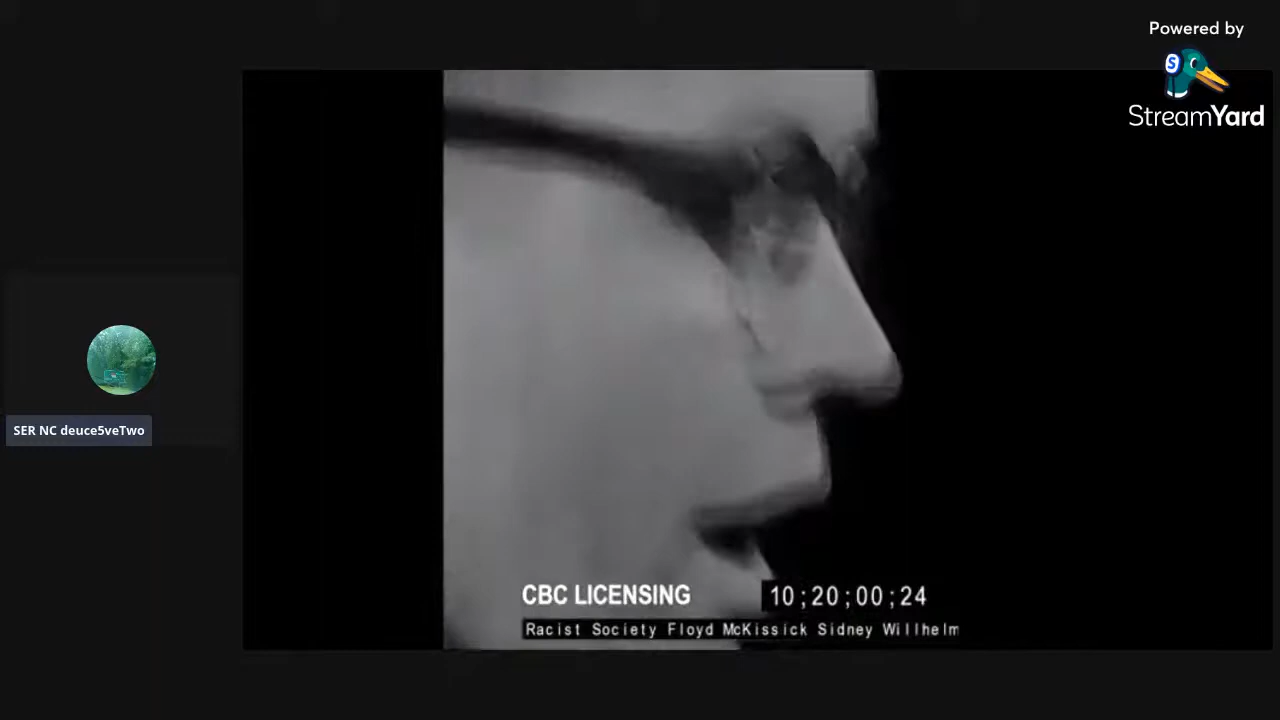 Powered by
StreamYard
SER NC deuce5veTwo
CBC LICENSING
10;20;00;24
Racist Society Floyd McKissick Sidney Willhelm